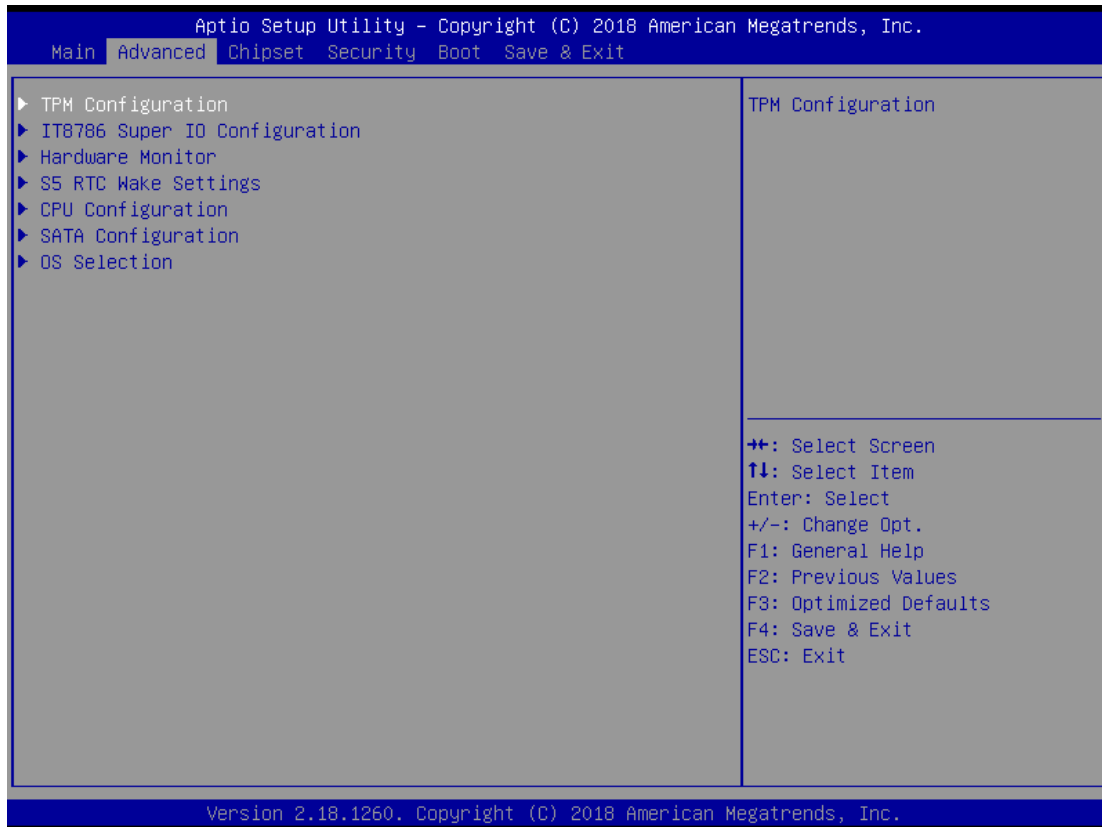 Aptio Setup Utility – Copyright (C) 2018 American Megatrends, Inc.
Main Advanced Chipset Security Boot Save & Exit
▶ TPM Configuration
▶ IT8786 Super IO Configuration
▶ Hardware Monitor
▶ S5 RTC Wake Settings
▶ CPU Configuration
▶ SATA Configuration
▶ OS Selection
TPM Configuration
→←: Select Screen
↑↓: Select Item
Enter: Select
+/-: Change Opt.
F1: General Help
F2: Previous Values
F3: Optimized Defaults
F4: Save & Exit
ESC: Exit
Version 2.18.1260. Copyright (C) 2018 American Megatrends, Inc.